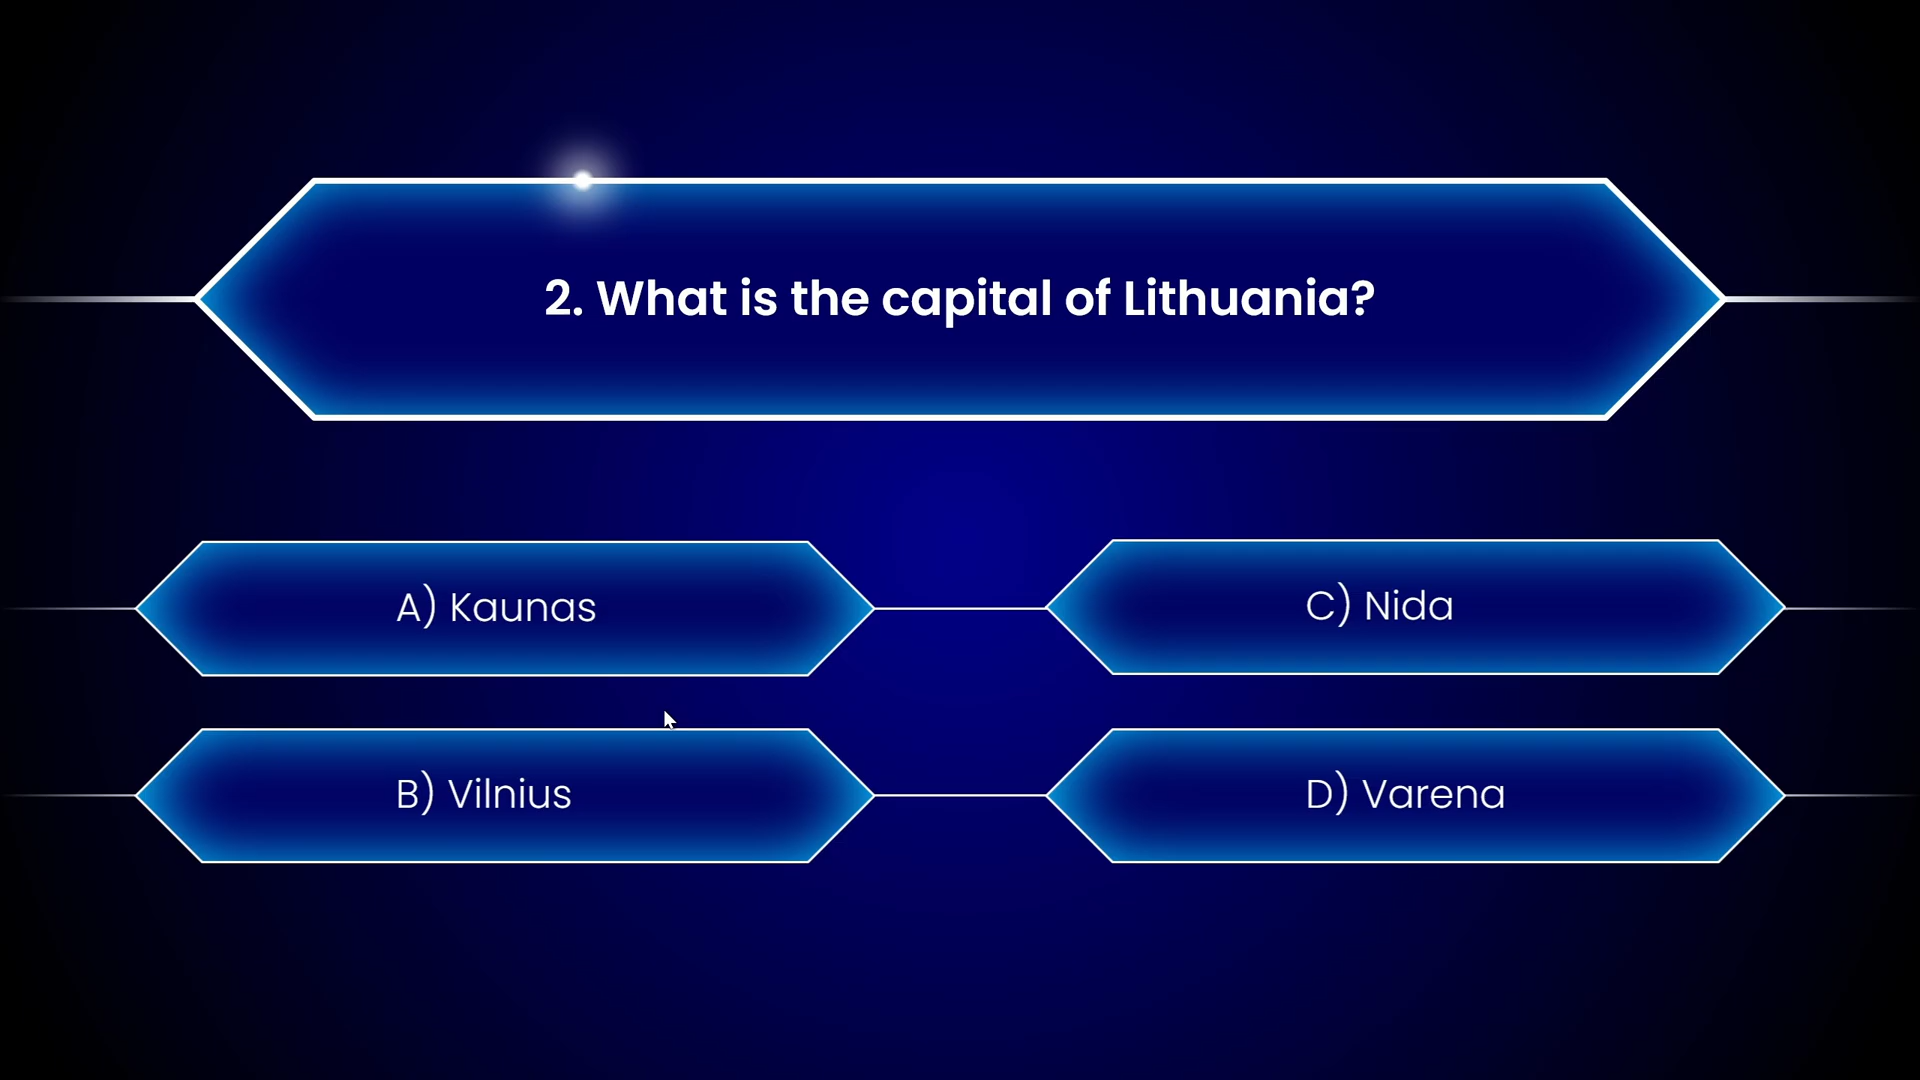 2. What is the capital of Lithuania?
A) Kaunas
C) Nida
B) Vilnius
D) Varena